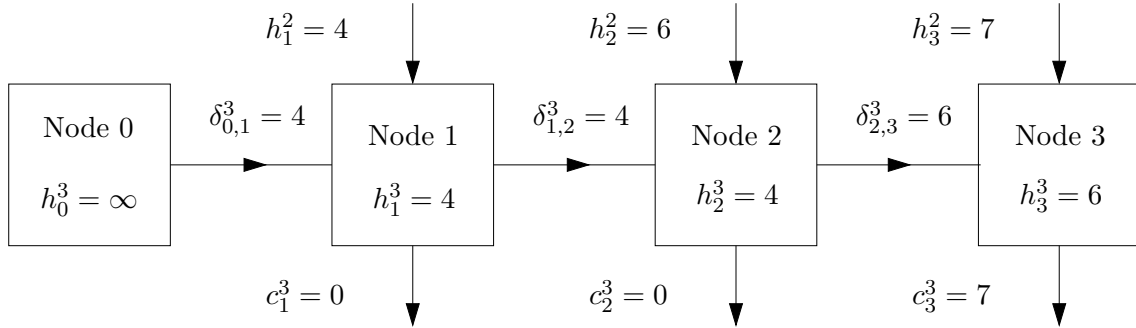 h_1^2 = 4
h_2^2 = 6
h_3^2 = 7
Node 0
δ_{0,1}^3 = 4
Node 1
δ_{1,2}^3 = 4
Node 2
δ_{2,3}^3 = 6
Node 3
h_0^3 = ∞
h_1^3 = 4
h_2^3 = 4
h_3^3 = 6
c_1^3 = 0
c_2^3 = 0
c_3^3 = 7